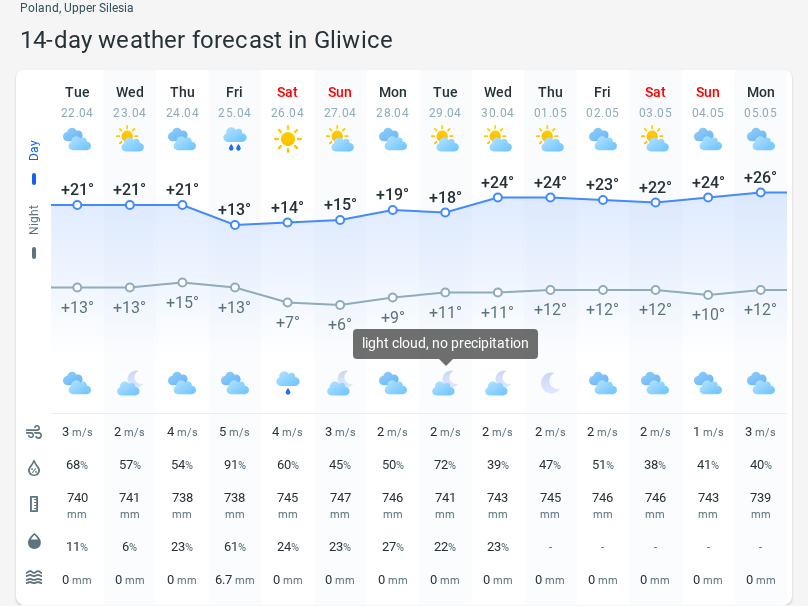 Poland, Upper Silesia
14-day weather forecast in Gliwice
Tue Wed Thu Fri Sat Sun Mon Tue Wed Thu Fri Sat Sun Mon
22.04 23.04 24.04 25.04 26.04 27.04 28.04 29.04 30.04 01.05 02.05 03.05 04.05 05.05
Day
+21° +21° +21° +13° +14° +15° +19° +18° +24° +24° +23° +22° +24° +26°
Night
+13° +13° +15° +13° +7° +6° +9° +11° +11° +12° +12° +12° +10° +12°
light cloud, no precipitation
3 m/s 2 m/s 4 m/s 5 m/s 4 m/s 3 m/s 2 m/s 2 m/s 2 m/s 2 m/s 2 m/s 2 m/s 1 m/s 3 m/s
68% 57% 54% 91% 60% 45% 50% 72% 39% 47% 51% 38% 41% 40%
740 741 738 738 745 747 746 741 743 745 746 746 743 739
mm mm mm mm mm mm mm mm mm mm mm mm mm mm
11% 6% 23% 61% 24% 23% 27% 22% 23% - - - - -
0 mm 0 mm 0 mm 6.7 mm 0 mm 0 mm 0 mm 0 mm 0 mm 0 mm 0 mm 0 mm 0 mm 0 mm